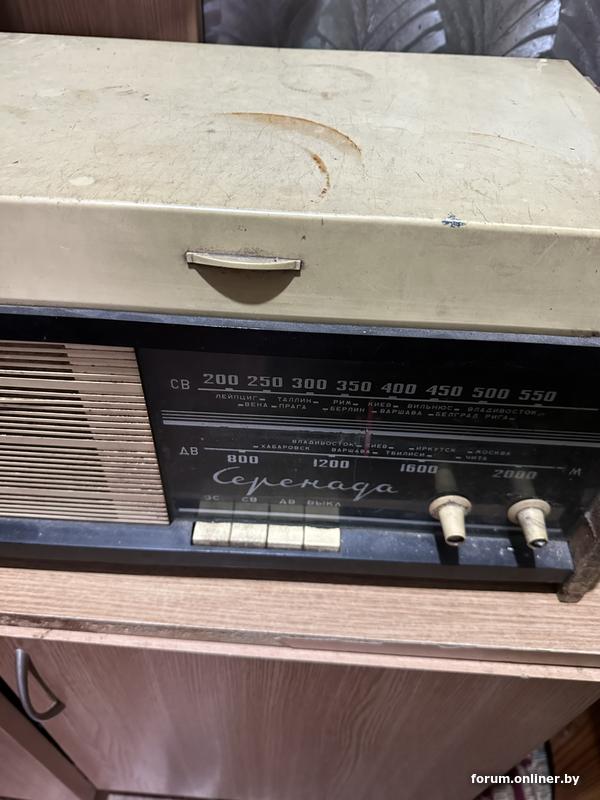 СВ 200 250 300 350 400 450 500 550
ЛЕЙПЦИГ ТАЛЛИН РИМ КИЕВ ВИЛЬНЮС ВЛАДИВОСТОК
ВЕНА ПРАГА БЕРЛИН ВАРШАВА БЕЛГРАД РИГА
ВЛАДИВОСТОК КИЕВ ИРКУТСК МОСКВА
ХАБАРОВСК ВАРШАВА ТБИЛИСИ ЧИТА
ДВ 800 1200 1600 2000 М
Серенада
ЗС СВ ДВ ВЫКЛ
forum.onliner.by